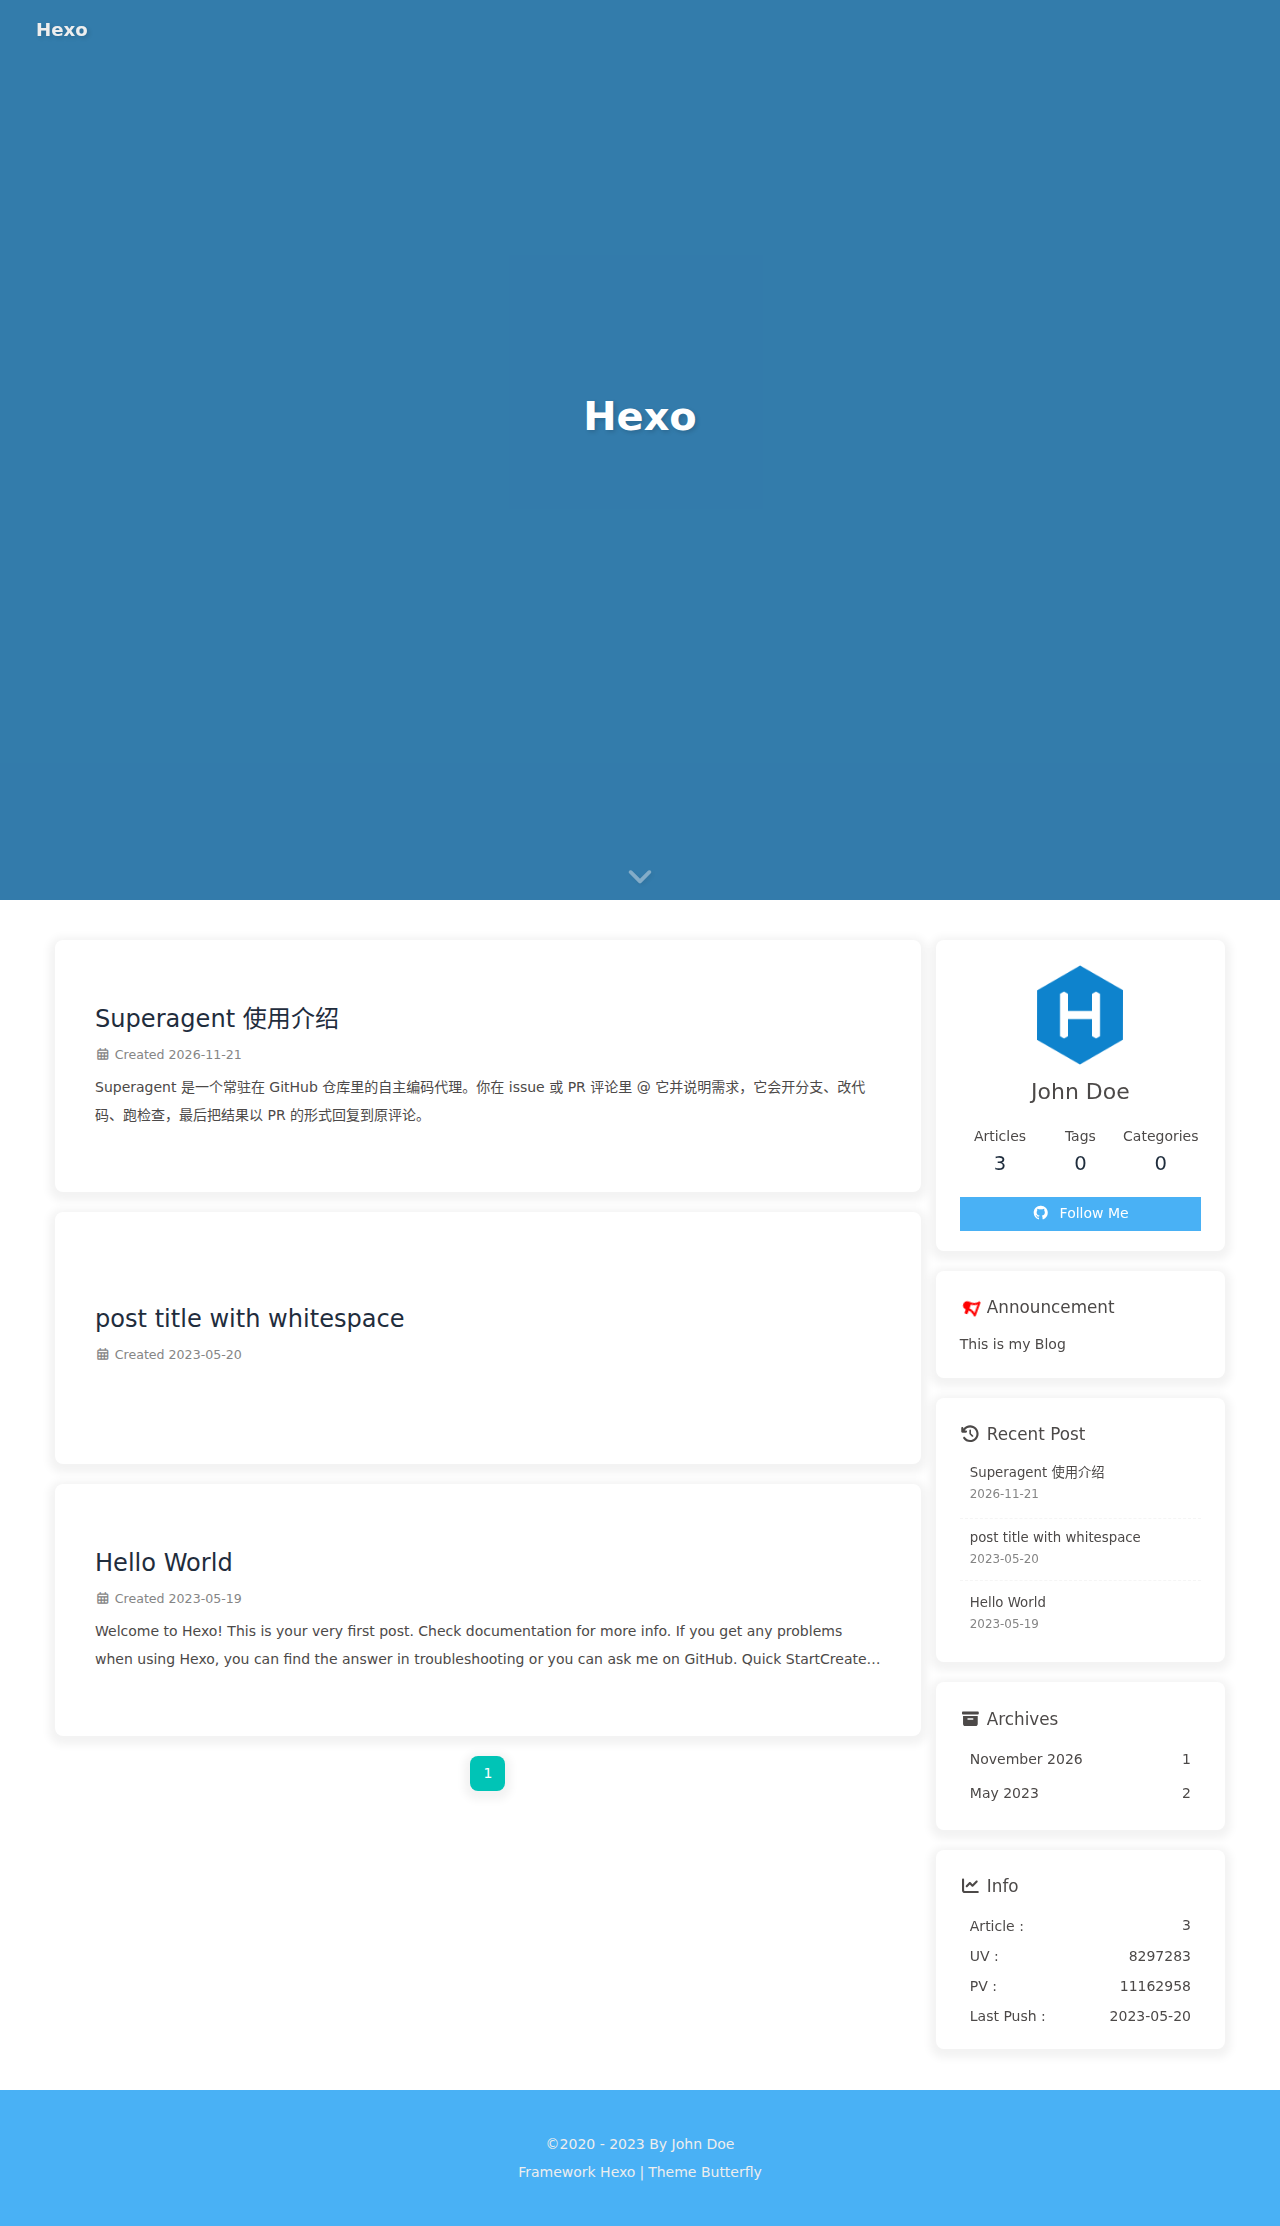 Hexo
Hexo
Superagent 使用介绍
Created 2026-11-21
Superagent 是一个常驻在 GitHub 仓库里的自主编码代理。你在 issue 或 PR 评论里 @ 它并说明需求，它会开分支、改代
码、跑检查，最后把结果以 PR 的形式回复到原评论。
post title with whitespace
Created 2023-05-20
Hello World
Created 2023-05-19
Welcome to Hexo! This is your very first post. Check documentation for more info. If you get any problems
when using Hexo, you can find the answer in troubleshooting or you can ask me on GitHub. Quick StartCreate...
1
John Doe
Articles Tags Categories
3 0 0
Follow Me
Announcement
This is my Blog
Recent Post
Superagent 使用介绍
2026-11-21
post title with whitespace
2023-05-20
Hello World
2023-05-19
Archives
November 2026 1
May 2023 2
Info
Article : 3
UV : 8297283
PV : 11162958
Last Push : 2023-05-20
©2020 - 2023 By John Doe
Framework Hexo | Theme Butterfly